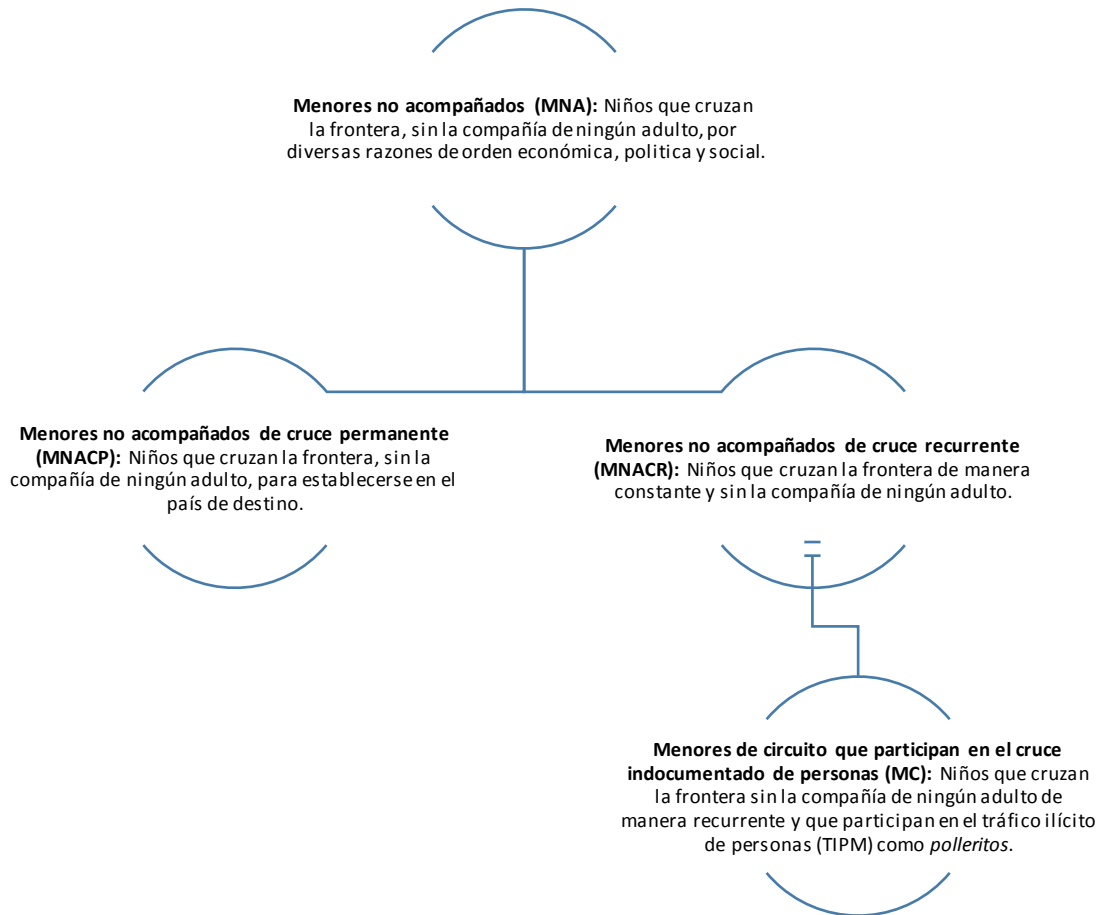 Menores no acompañados (MNA): Niños que cruzan
la frontera, sin la compañía de ningún adulto, por
diversas razones de orden económica, politica y social.
Menores no acompañados de cruce permanente
(MNACP): Niños que cruzan la frontera, sin la
compañía de ningún adulto, para establecerse en el
país de destino.
Menores no acompañados de cruce recurrente
(MNACR): Niños que cruzan la frontera de manera
constante y sin la compañía de ningún adulto.
Menores de circuito que participan en el cruce
indocumentado de personas (MC): Niños que cruzan
la frontera sin la compañía de ningún adulto de
manera recurrente y que participan en el tráfico ilícito
de personas (TIPM) como polleritos.